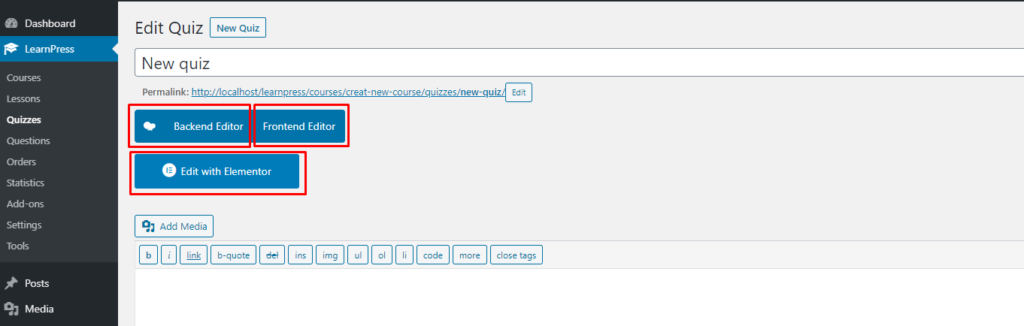 Dashboard
LearnPress
Courses
Lessons
Quizzes
Questions
Orders
Statistics
Add-ons
Settings
Tools
Posts
Media
Edit Quiz New Quiz
New quiz
Permalink: http://localhost/learnpress/courses/creat-new-course/quizzes/new-quiz/ Edit
Backend Editor Frontend Editor
Edit with Elementor
Add Media
b i link b-quote del ins img ul ol li code more close tags